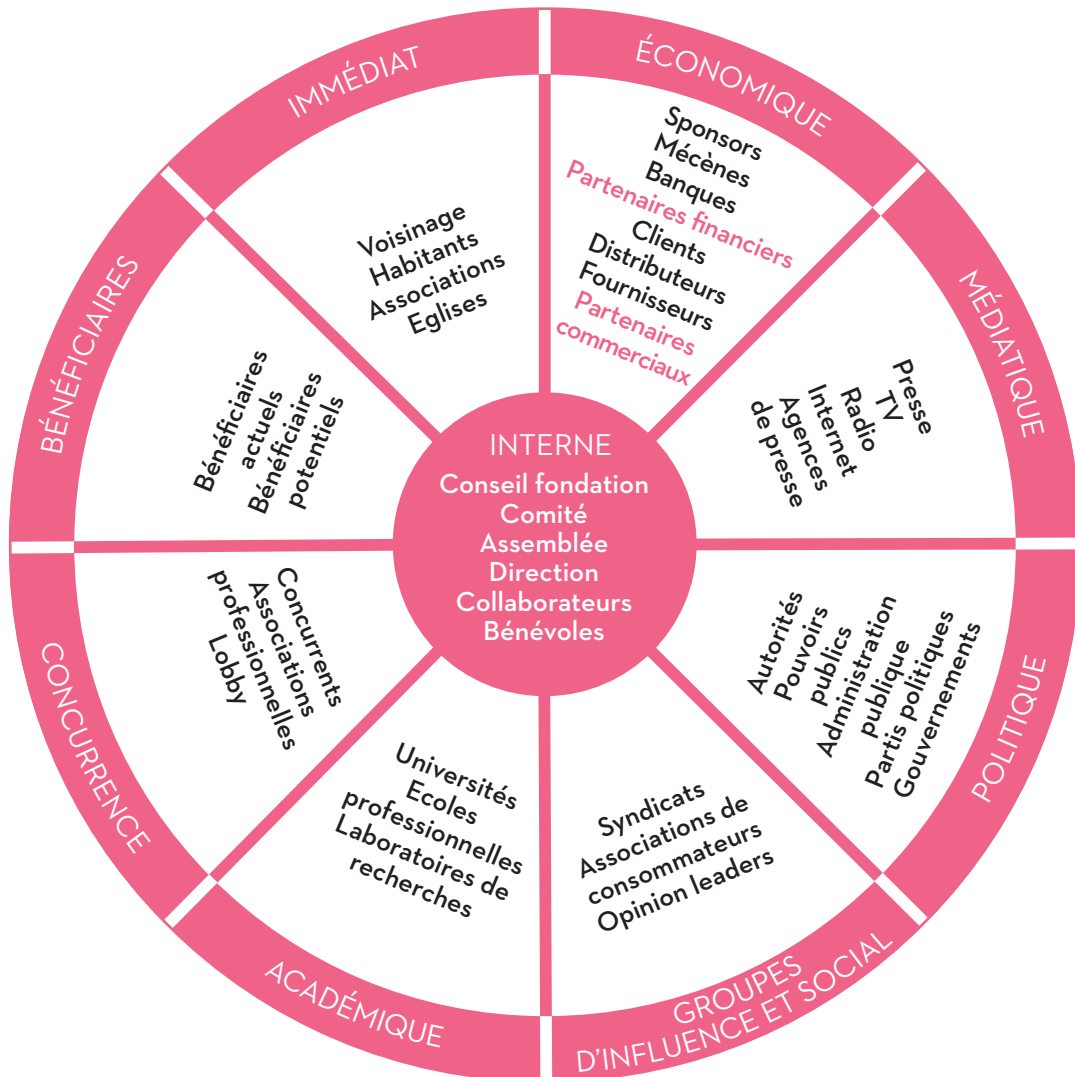 IMMÉDIAT
Voisinage
Habitants
Associations
Eglises
ÉCONOMIQUE
Sponsors
Mécènes
Banques
Partenaires financiers
Clients
Distributeurs
Fournisseurs
Partenaires
commerciaux
MÉDIATIQUE
Presse
TV
Radio
Internet
Agences
de presse
POLITIQUE
Autorités
Pouvoirs
publics
Administration
publique
Partis politiques
Gouvernements
GROUPES
D'INFLUENCE ET SOCIAL
Syndicats
Associations de
consommateurs
Opinion leaders
ACADÉMIQUE
Universités
Ecoles
professionnelles
Laboratoires de
recherches
CONCURRENCE
Concurrents
Associations
professionnelles
Lobby
BÉNÉFICIAIRES
Bénéficiaires
actuels
Bénéficiaires
potentiels
INTERNE
Conseil fondation
Comité
Assemblée
Direction
Collaborateurs
Bénévoles